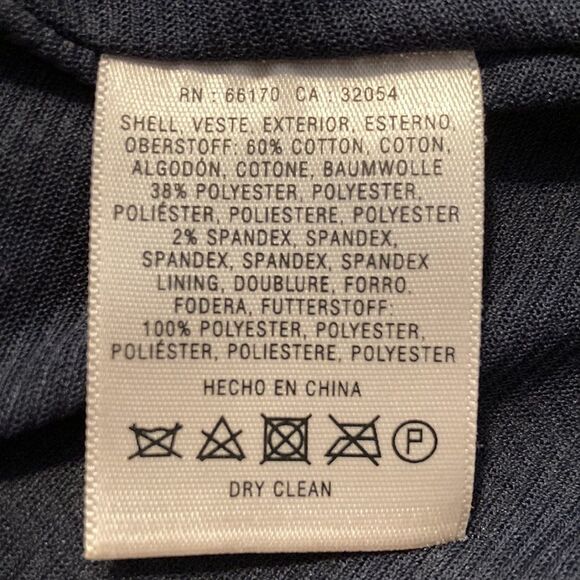 RN : 66170 CA : 32054
SHELL, VESTE, EXTERIOR, ESTERNO,
OBERSTOFF: 60% COTTON, COTON,
ALGODÓN, COTONE, BAUMWOLLE
38% POLYESTER, POLYESTER,
POLIÉSTER, POLIESTERE, POLYESTER
2% SPANDEX, SPANDEX,
SPANDEX, SPANDEX, SPANDEX
LINING, DOUBLURE, FORRO,
FODERA, FUTTERSTOFF:
100% POLYESTER, POLYESTER,
POLIÉSTER, POLIESTERE, POLYESTER
HECHO EN CHINA
P
DRY CLEAN